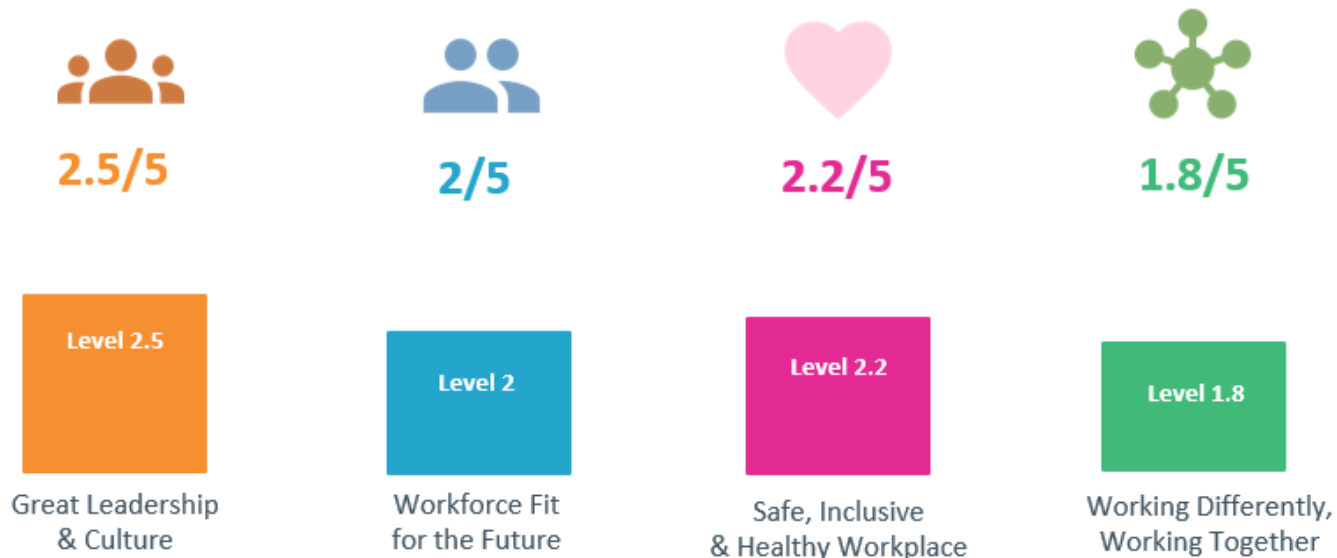 2.5/5
2/5
2.2/5
1.8/5
Level 2.5
Level 2
Level 2.2
Level 1.8
Great Leadership
& Culture
Workforce Fit
for the Future
Safe, Inclusive
& Healthy Workplace
Working Differently,
Working Together